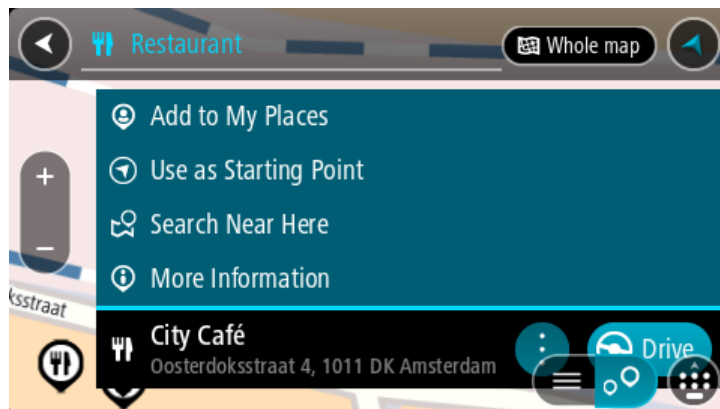 Restaurant
Whole map
Add to My Places
Use as Starting Point
Search Near Here
More Information
ksstraat
City Café
Drive
Oosterdoksstraat 4, 1011 DK Amsterdam